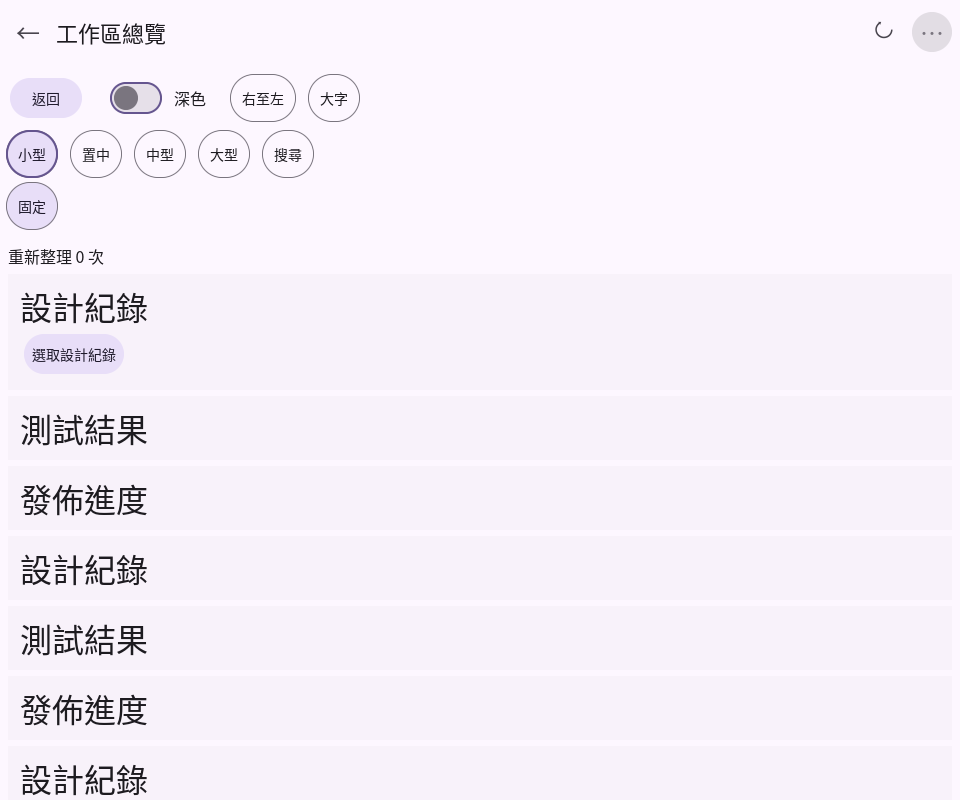 工作區總覽
返回 深色 右至左 大字
小型 置中 中型 大型 搜尋
固定
重新整理 0 次
設計紀錄
選取設計紀錄
測試結果
發佈進度
設計紀錄
測試結果
發佈進度
設計紀錄